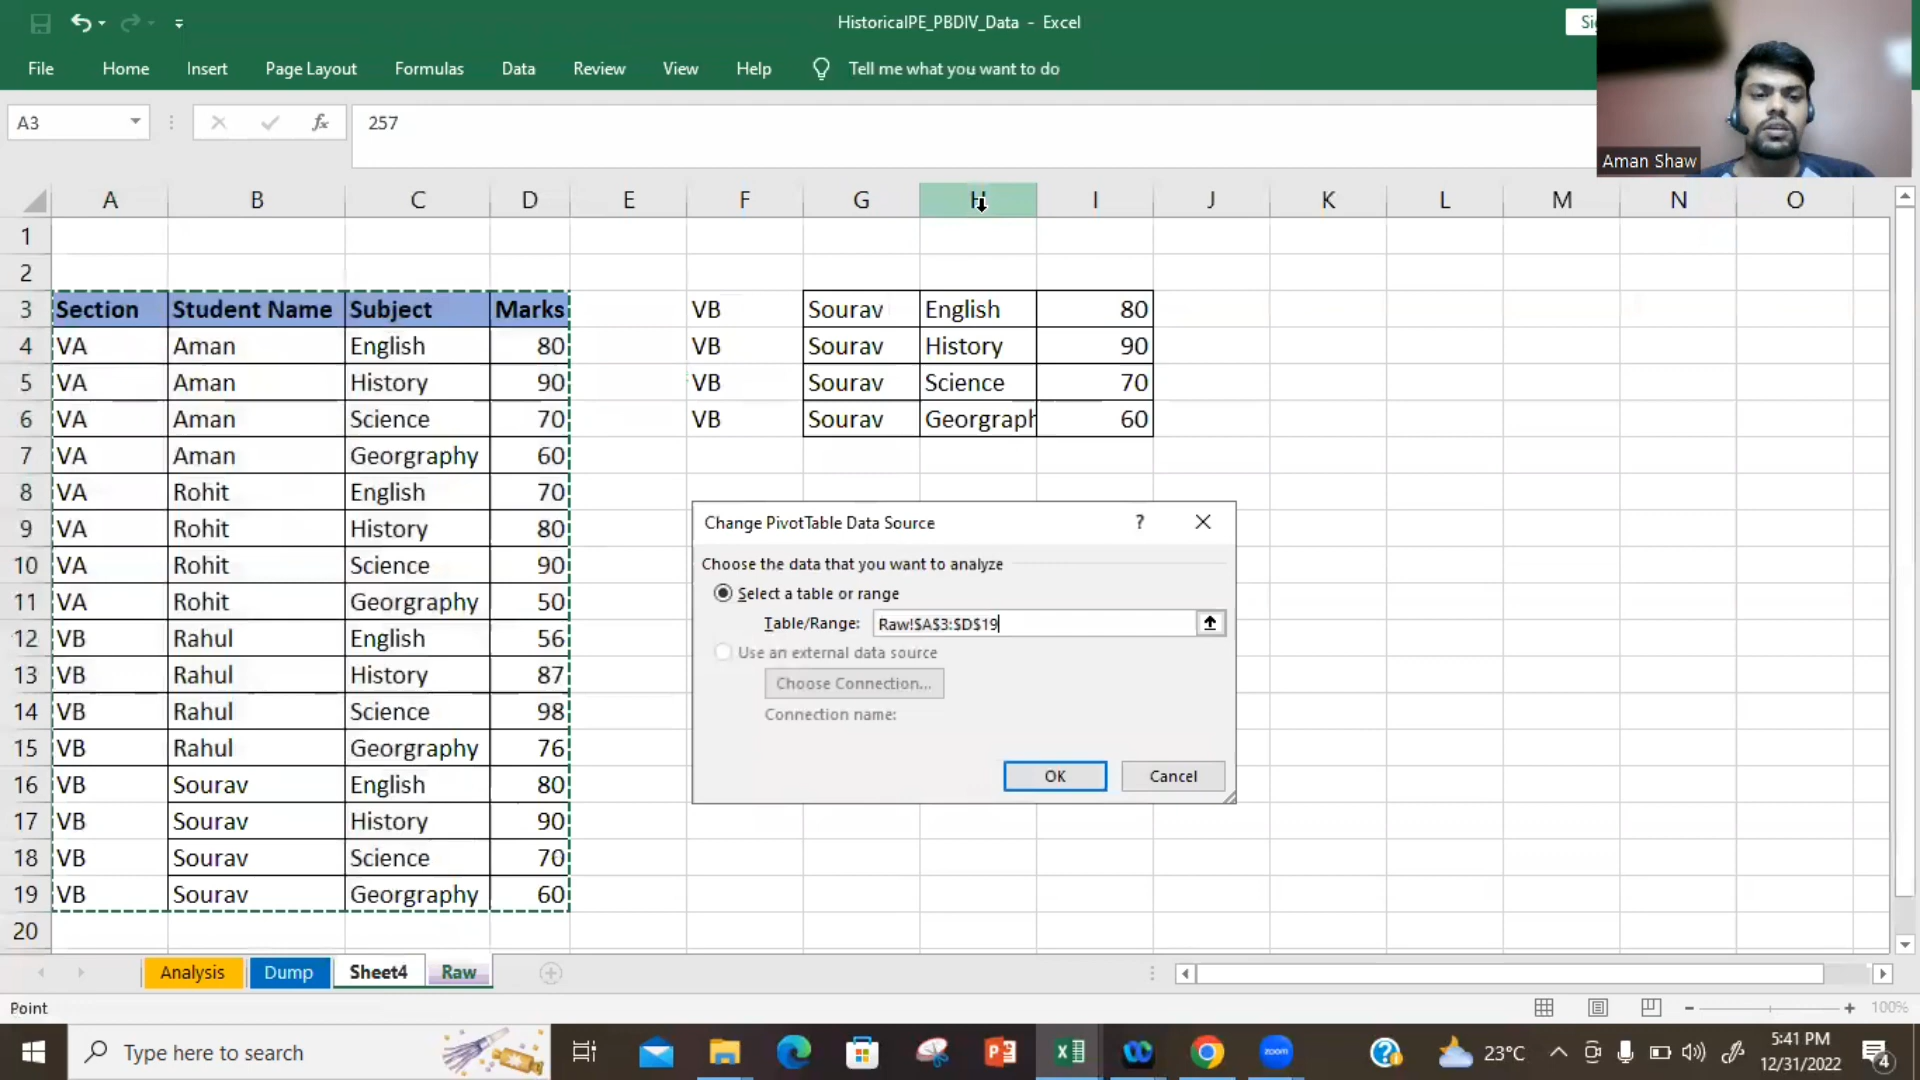 HistoricalPE_PBDIV_Data - Excel
Si
File Home Insert Page Layout Formulas Data Review View Help Tell me what you want to do
A3 fx 257
Aman Shaw
A B C D E F G H I J K L M N O
1
2
3 Section Student Name Subject Marks VB Sourav English 80
4 VA Aman English 80 VB Sourav History 90
5 VA Aman History 90 VB Sourav Science 70
6 VA Aman Science 70 VB Sourav Georgraph 60
7 VA Aman Georgraphy 60
8 VA Rohit English 70
9 VA Rohit History 80
10 VA Rohit Science 90
11 VA Rohit Georgraphy 50
12 VB Rahul English 56
13 VB Rahul History 87
14 VB Rahul Science 98
15 VB Rahul Georgraphy 76
16 VB Sourav English 80
17 VB Sourav History 90
18 VB Sourav Science 70
19 VB Sourav Georgraphy 60
20
Change PivotTable Data Source ?
Choose the data that you want to analyze
Select a table or range
Table/Range: Raw!$A$3:$D$19
Use an external data source
Choose Connection...
Connection name:
OK Cancel
Analysis Dump Sheet4 Raw
Point 100%
Type here to search zoom 23°C 5:41 PM
12/31/2022 4